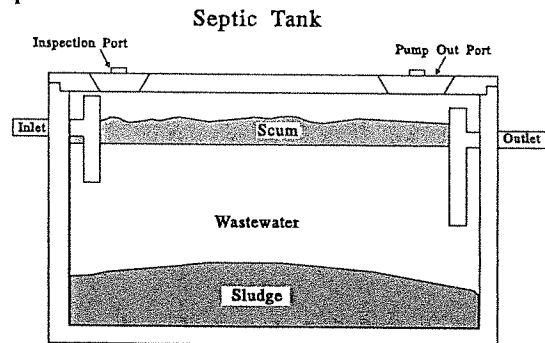 Septic Tank
Inspection Port
Pump Out Port
Inlet
Scum
Outlet
Wastewater
Sludge